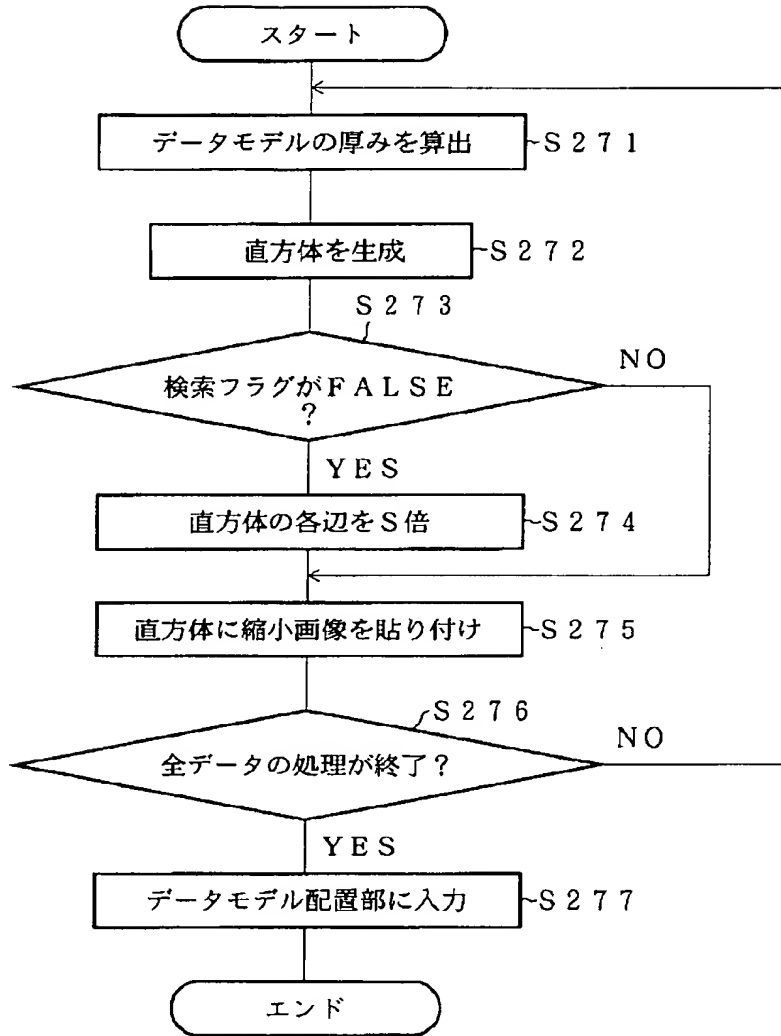 スタート
データモデルの厚みを算出
S271
直方体を生成
S272
S273
検索フラグがFALSE
?
NO
YES
直方体の各辺をS倍
S274
直方体に縮小画像を貼り付け
S275
S276
全データの処理が終了?
NO
YES
データモデル配置部に入力
S277
エンド